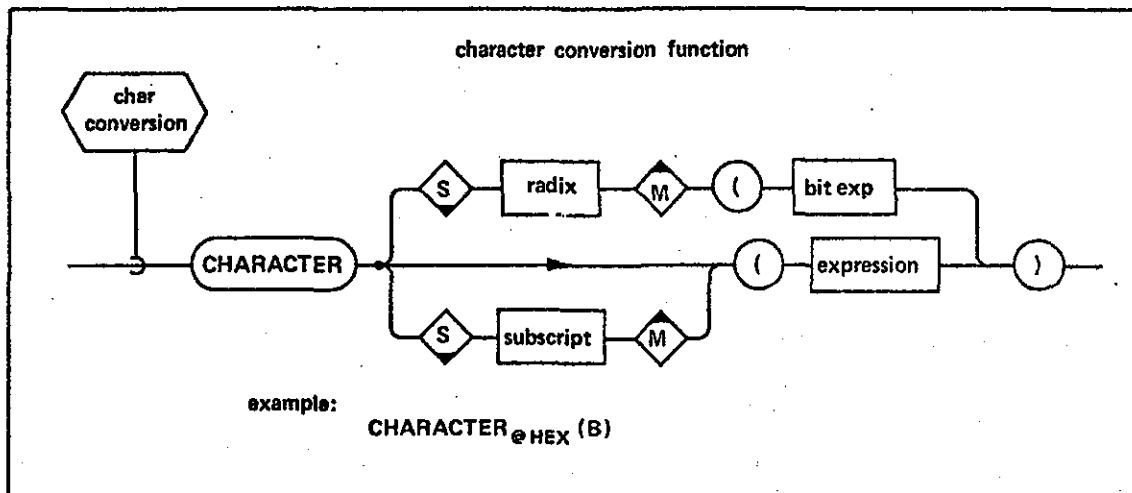 character conversion function
char
conversion
S radix M ( bit exp
CHARACTER ( expression )
S subscript M
example:
CHARACTER@HEX (B)